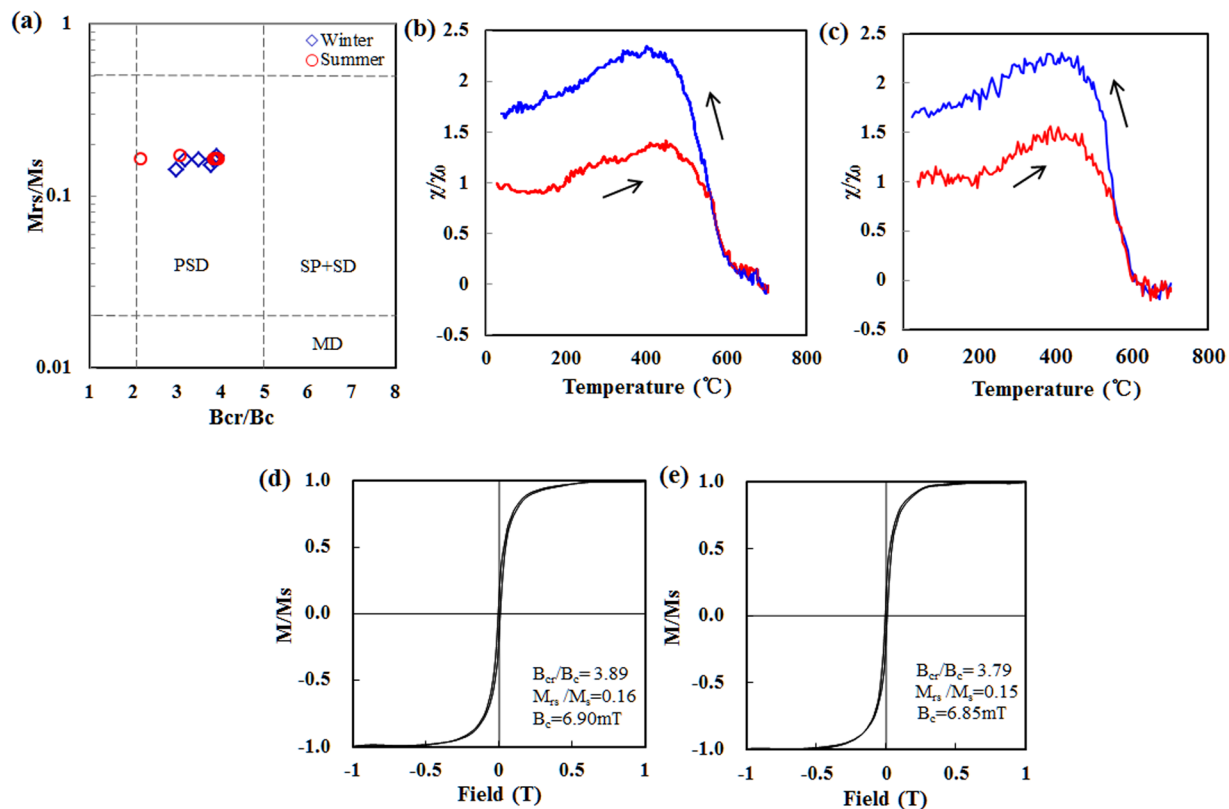 (a)
1
0.1
0.01
Mrs/Ms
Winter
Summer
PSD
SP+SD
MD
1 2 3 4 5 6 7 8
Bcr/Bc
(b)
2.5
2
1.5
1
0.5
0
-0.5
χ/χ₀
0 200 400 600 800
Temperature (℃)
(c)
2.5
2
1.5
1
0.5
0
-0.5
χ/χ₀
0 200 400 600 800
Temperature (℃)
(d)
1.0
0.5
0.0
-0.5
-1.0
M/Ms
Bcr/Bc= 3.89
Mrs /Ms=0.16
Bc=6.90mT
-1 -0.5 0 0.5 1
Field (T)
(e)
1.0
0.5
0.0
-0.5
-1.0
M/Ms
Bcr/Bc= 3.79
Mrs /Ms=0.15
Bc=6.85mT
-1 -0.5 0 0.5 1
Field (T)